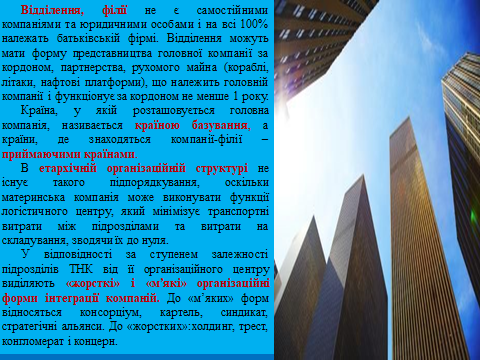 Відділення, філії не є самостійними
компаніями та юридичними особами і на всі 100%
належать батьківській фірмі. Відділення можуть
мати форму представництва головної компанії за
кордоном, партнерства, рухомого майна (кораблі,
літаки, нафтові платформи), що належить головній
компанії і функціонує за кордоном не менше 1 року.
Країна, у якій розташовується головна
компанія, називається країною базування, а
країни, де знаходяться компанії-філії –
приймаючими країнами.
В етархічній організаційній структурі не
існує такого підпорядкування, оскільки
материнська компанія може виконувати функції
логістичного центру, який мінімізує транспортні
витрати між підрозділами та витрати на
складування, зводячи їх до нуля.
У відповідності за ступенем залежності
підрозділів ТНК від її організаційного центру
виділяють «жорсткі» і «м'які» організаційні
форми інтеграції компаній. До «м'яких» форм
відносяться консорціум, картель, синдикат,
стратегічні альянси. До «жорстких»:холдинг, трест,
конгломерат і концерн.